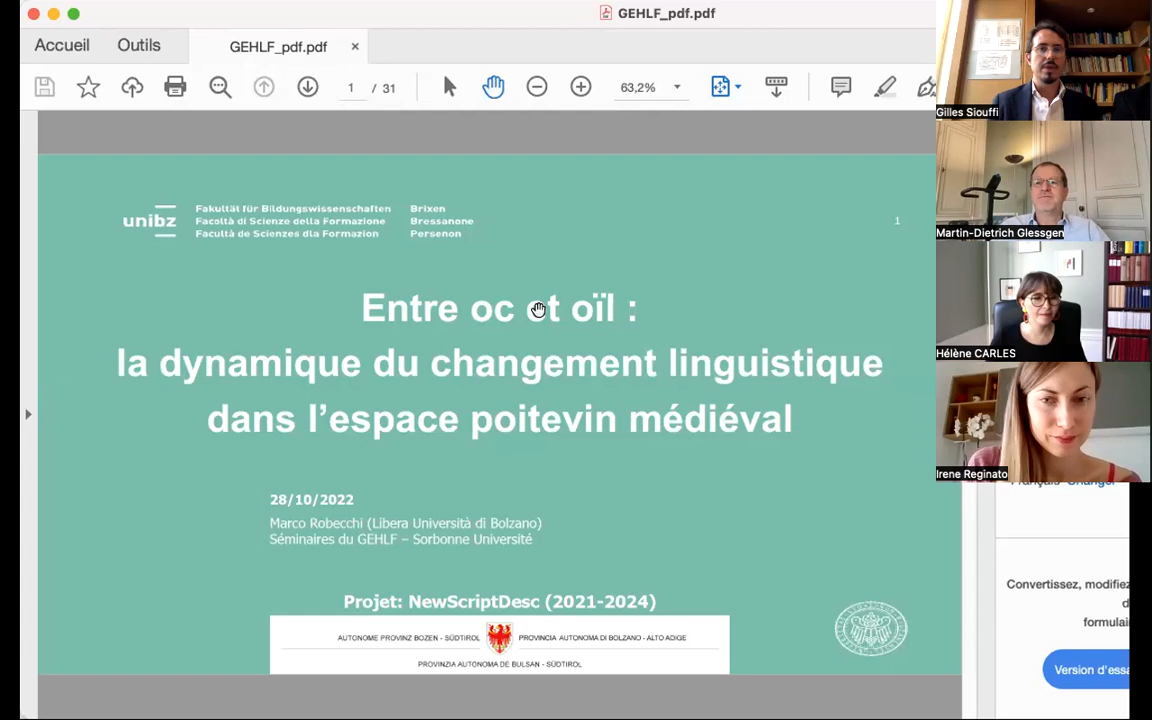 GEHLF_pdf.pdf
Accueil
Outils
GEHLF_pdf.pdf
1 / 31
63,2%
unibz
Fakultät für Bildungswissenschaften Brixen
Facoltà di Scienze della Formazione Bressanone
Facultá de Scienzes dla Formazion Persenon
1
Entre oc et oïl :
la dynamique du changement linguistique
dans l’espace poitevin médiéval
28/10/2022
Marco Robecchi (Libera Università di Bolzano)
Séminaires du GEHLF – Sorbonne Université
Projet: NewScriptDesc (2021-2024)
AUTONOME PROVINZ BOZEN - SÜDTIROL
PROVINCIA AUTONOMA DI BOLZANO - ALTO ADIGE
PROVINZIA AUTONOMA DE BULSAN - SÜDTIROL
Gilles Siouffi
Martin-Dietrich Glessgen
Hélène CARLES
Irene Reginato
Convertissez, modifiez
d
formulair
Version d'essa